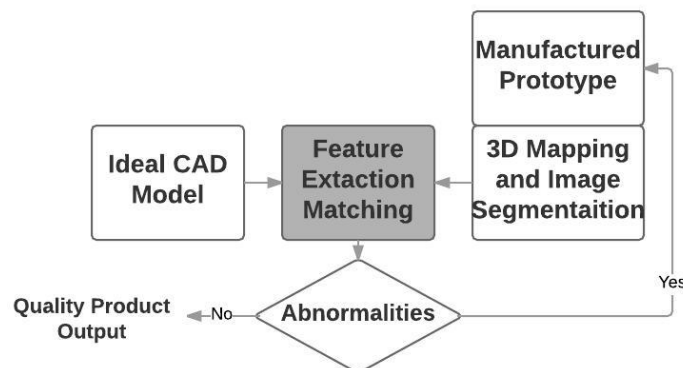 Manufactured
Prototype
Ideal CAD
Model
Feature
Extaction
Matching
3D Mapping
and Image
Segmentaition
Abnormalities
Yes
No
Quality Product
Output